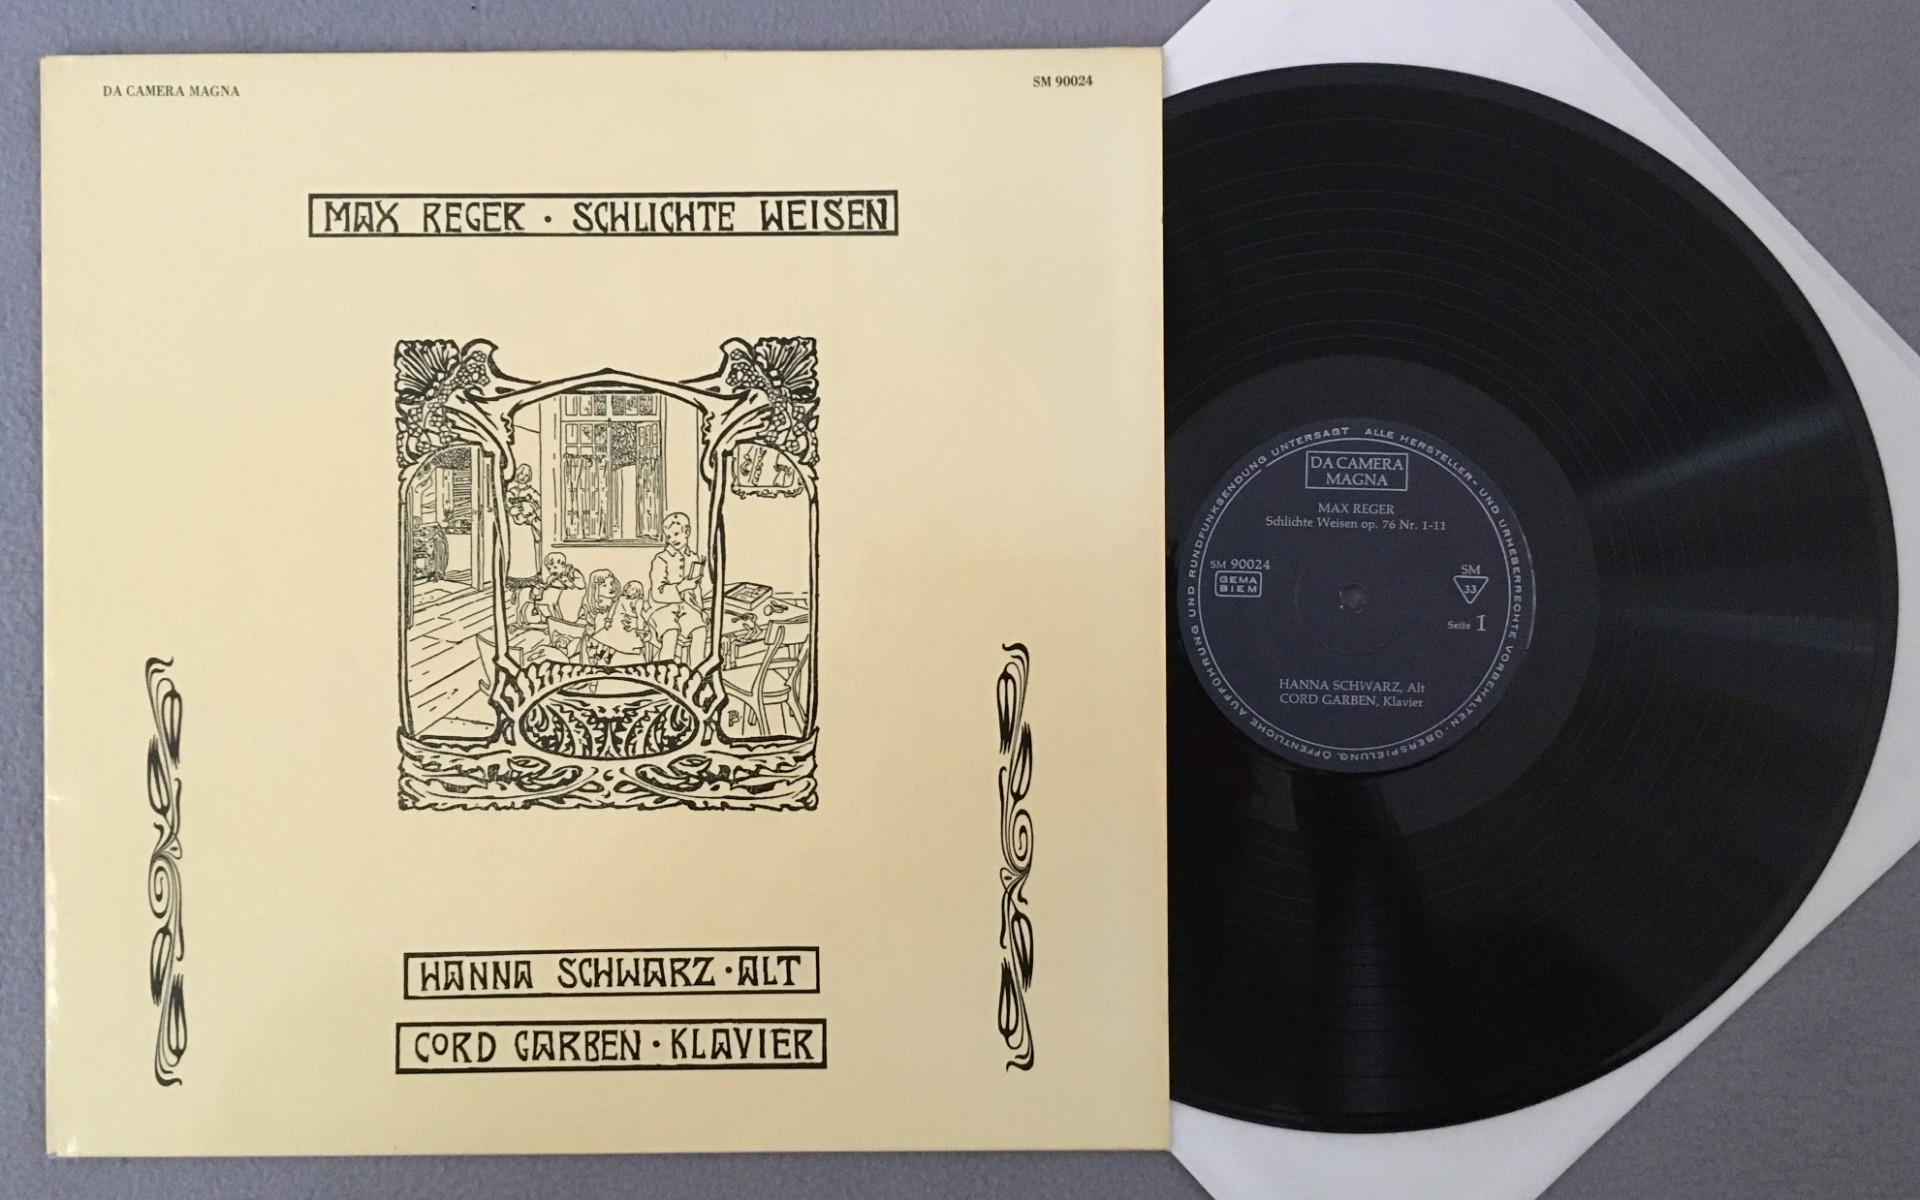 DA CAMERA MAGNA
SM 90024
MAX REGER · SCHLICHTE WEISEN
HANNA SCHWARZ · ALT
CORD GARBEN · KLAVIER
ALLE HERSTELLER- UND URHEBERRECHTE VORBEHALTEN · ÜBERSPIELUNG, ÖFFENTLICHE AUFFÜHRUNG UND RUNDFUNKSENDUNG UNTERSAGT
DA CAMERA
MAGNA
MAX REGER
Schlichte Weisen op. 76 Nr. 1-11
SM 90024
GEMA
BIEM
SM
33
Seite 1
HANNA SCHWARZ, Alt
CORD GARBEN, Klavier